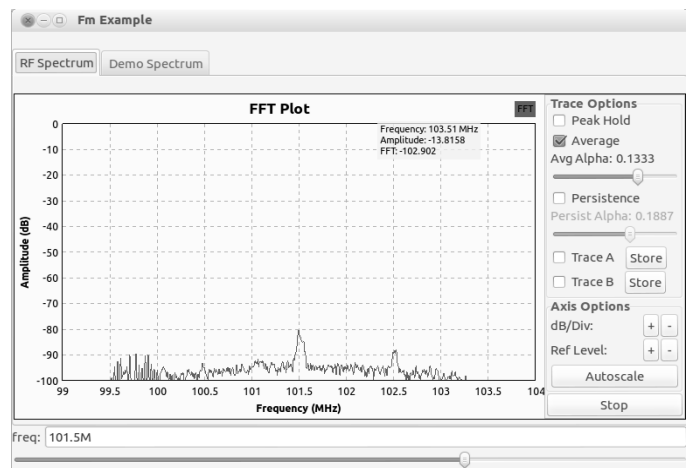 Fm Example
RF Spectrum
Demo Spectrum
FFT Plot
FFT
Frequency: 103.51 MHz
Amplitude: -13.8158
FFT: -102.902
0
-10
-20
-30
-40
-50
-60
-70
-80
-90
-100
Amplitude (dB)
99
99.5
100
100.5
101
101.5
102
102.5
103
103.5
104
Frequency (MHz)
Trace Options
Peak Hold
Average
Avg Alpha: 0.1333
Persistence
Persist Alpha: 0.1887
Trace A Store
Trace B Store
Axis Options
dB/Div: + -
Ref Level: + -
Autoscale
Stop
freq: 101.5M